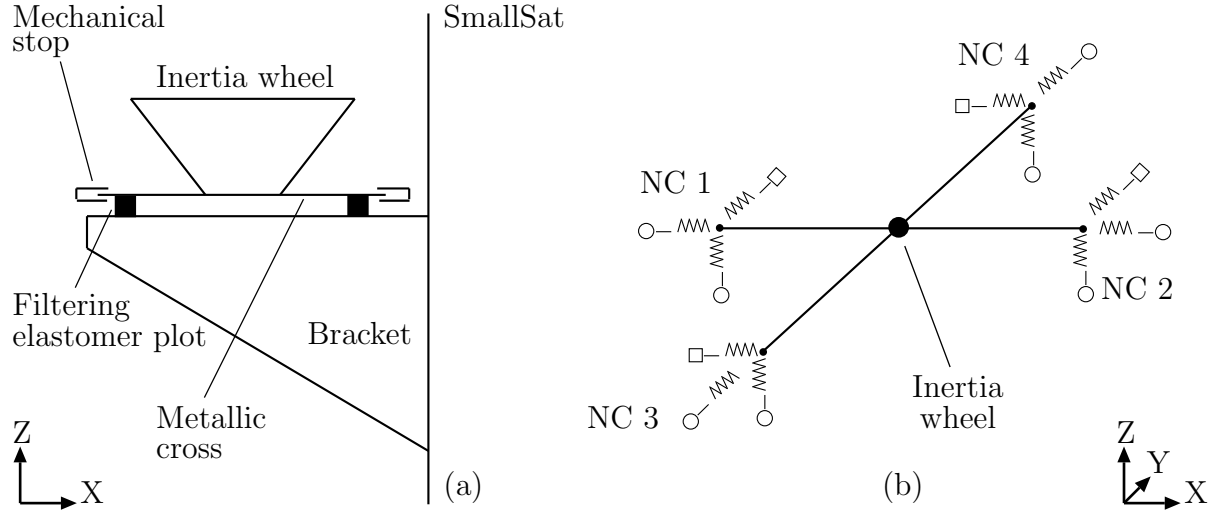 Mechanical
stop
SmallSat
Inertia wheel
Filtering
elastomer plot
Bracket
Metallic
cross
Z
X
(a)
NC 4
NC 1
NC 2
NC 3
Inertia
wheel
(b)
Z
Y
X